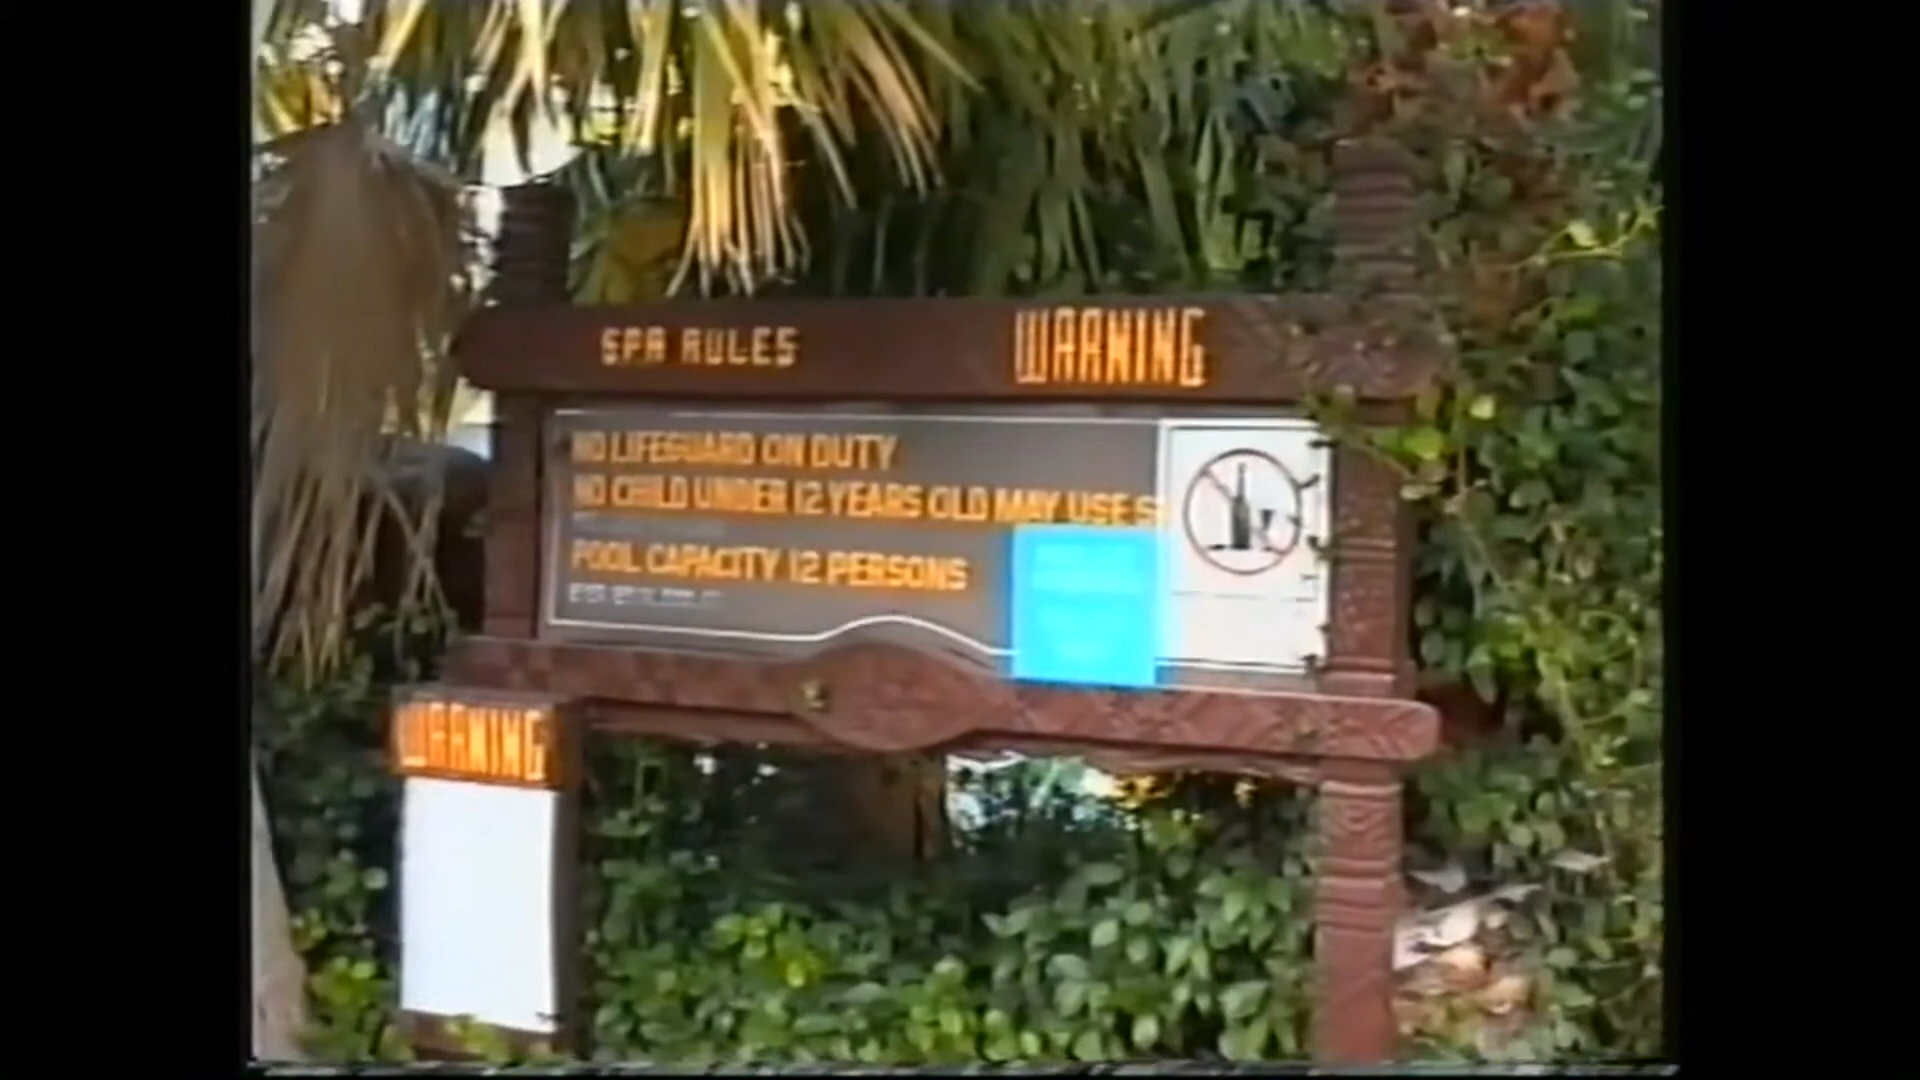 SPA RULES
WARNING
NO LIFEGUARD ON DUTY
NO CHILD UNDER 12 YEARS OLD MAY USE S
POOL CAPACITY 12 PERSONS
WARNING